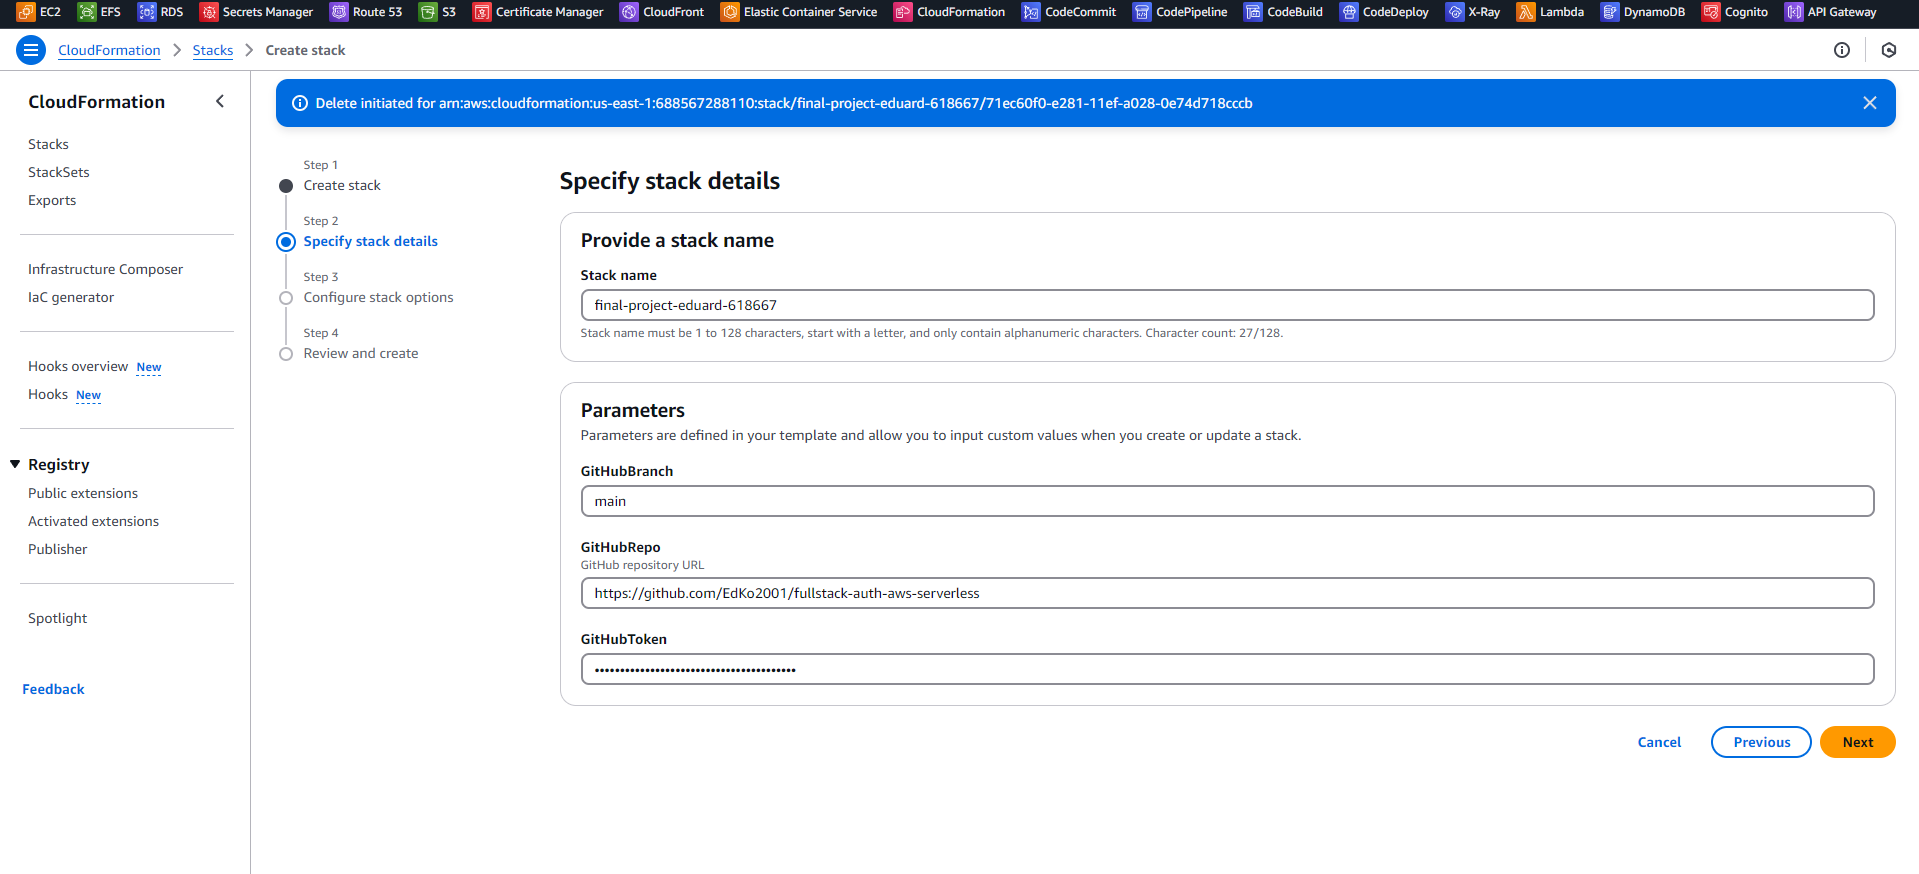 EC2 EFS RDS Secrets Manager Route 53 S3 Certificate Manager CloudFront Elastic Container Service CloudFormation CodeCommit CodePipeline CodeBuild CodeDeploy X-Ray Lambda DynamoDB Cognito API Gateway
CloudFormation Stacks Create stack
CloudFormation
Stacks
StackSets
Exports
Infrastructure Composer
IaC generator
Hooks overview New
Hooks New
Registry
Public extensions
Activated extensions
Publisher
Spotlight
Feedback
Delete initiated for arn:aws:cloudformation:us-east-1:688567288110:stack/final-project-eduard-618667/71ec60f0-e281-11ef-a028-0e74d718cccb
Step 1
Create stack
Step 2
Specify stack details
Step 3
Configure stack options
Step 4
Review and create
Specify stack details
Provide a stack name
Stack name
final-project-eduard-618667
Stack name must be 1 to 128 characters, start with a letter, and only contain alphanumeric characters. Character count: 27/128.
Parameters
Parameters are defined in your template and allow you to input custom values when you create or update a stack.
GitHubBranch
main
GitHubRepo
GitHub repository URL
https://github.com/EdKo2001/fullstack-auth-aws-serverless
GitHubToken
••••••••••••••••••••••••••••••••••••••••
Cancel Previous Next